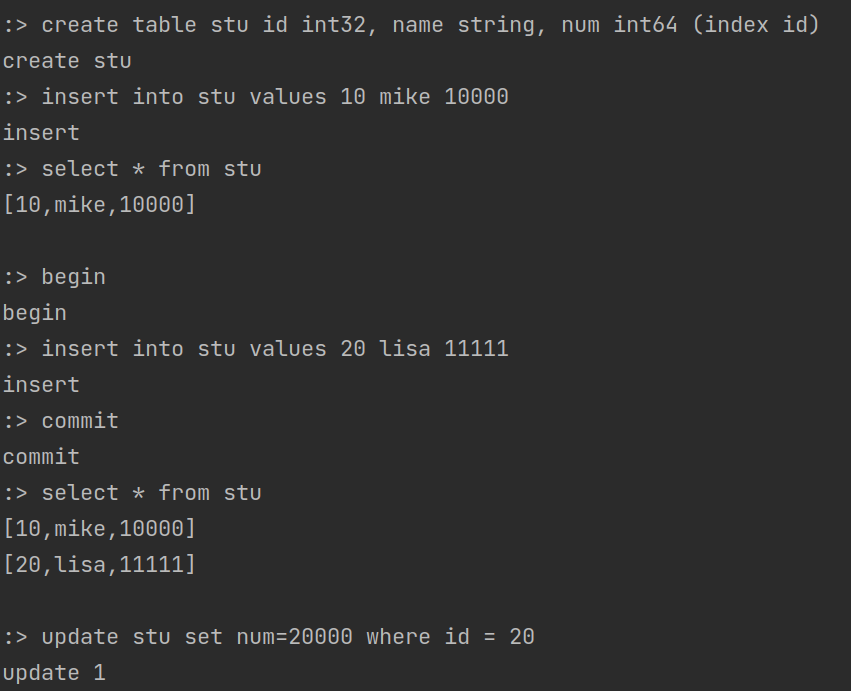 :> create table stu id int32, name string, num int64 (index id)
create stu
:> insert into stu values 10 mike 10000
insert
:> select * from stu
[10,mike,10000]
:> begin
begin
:> insert into stu values 20 lisa 11111
insert
:> commit
commit
:> select * from stu
[10,mike,10000]
[20,lisa,11111]
:> update stu set num=20000 where id = 20
update 1